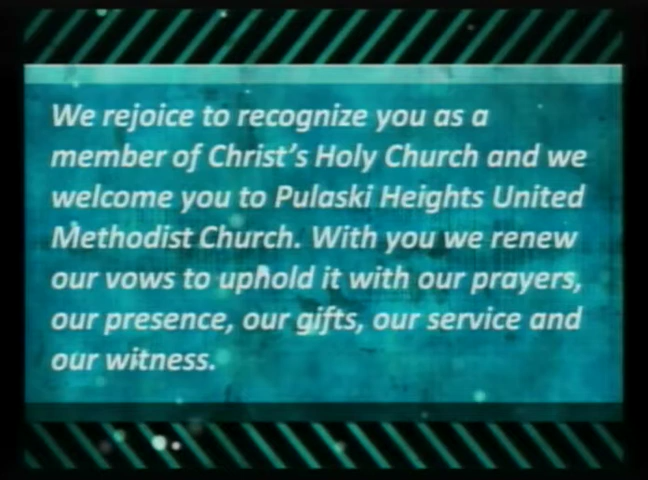 We rejoice to recognize you as a
member of Christ's Holy Church and we
welcome you to Pulaski Heights United
Methodist Church. With you we renew
our vows to uphold it with our prayers,
our presence, our gifts, our service and
our witness.